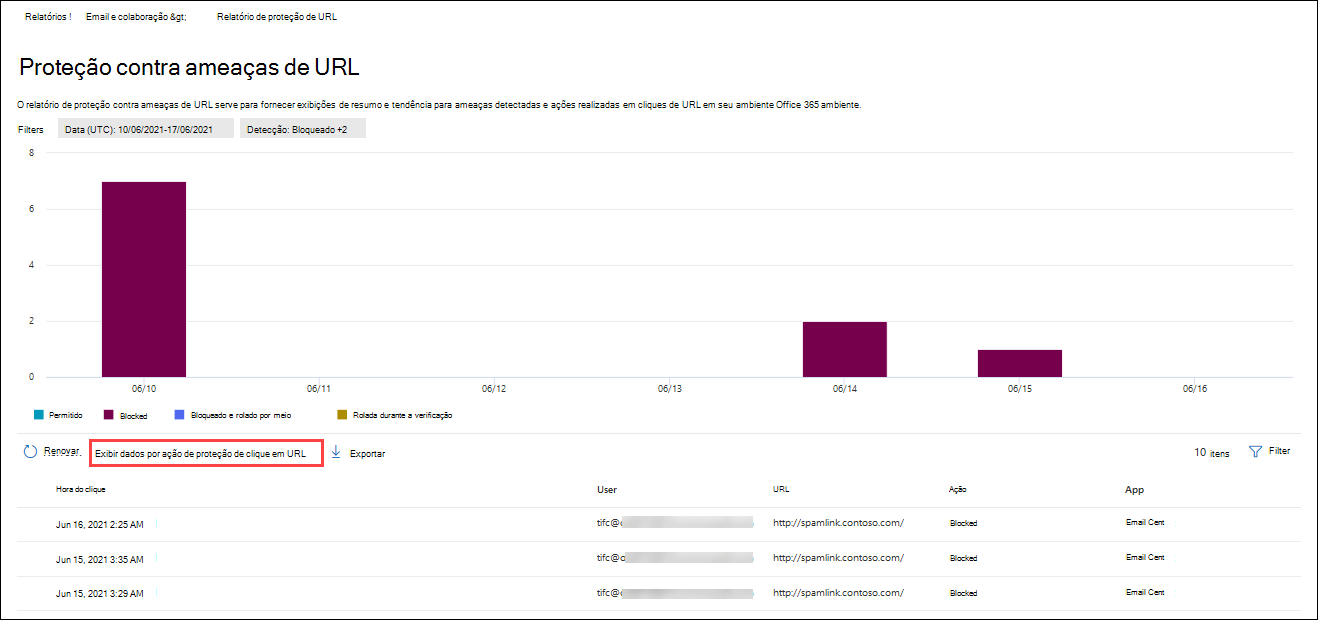 Relatórios ! Email e colaboração &gt; Relatório de proteção de URL
Proteção contra ameaças de URL
O relatório de proteção contra ameaças de URL serve para fornecer exibições de resumo e tendência para ameaças detectadas e ações realizadas em cliques de URL em seu ambiente Office 365 ambiente.
Filters Data (UTC): 10/06/2021-17/06/2021 Detecção: Bloqueado +2
8
6
4
2
0
06/10 06/11 06/12 06/13 06/14 06/15 06/16
Permitido Blocked Bloqueado e rolado por meio Rolada durante a verificação
Renovar. Exibir dados por ação de proteção de clique em URL Exportar 10 itens Filter
Hora do clique User URL Ação App
Jun 16, 2021 2:25 AM tifc@ http://spamlink.contoso.com/ Blocked Email Cent
Jun 15, 2021 3:35 AM tifc@ http://spamlink.contoso.com/ Blocked Email Cent
Jun 15, 2021 3:29 AM tifc@ http://spamlink.contoso.com/ Blocked Email Cent